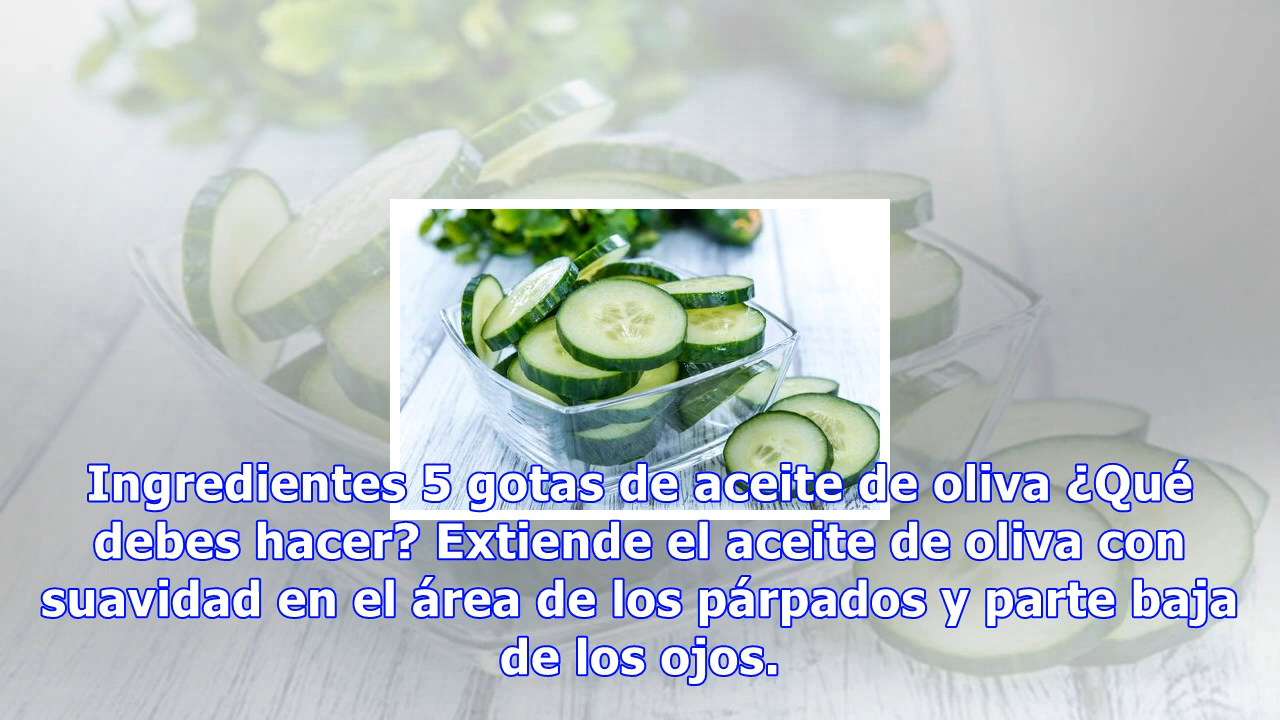 Ingredientes 5 gotas de aceite de oliva ¿Qué
debes hacer? Extiende el aceite de oliva con
suavidad en el área de los párpados y parte baja
de los ojos.